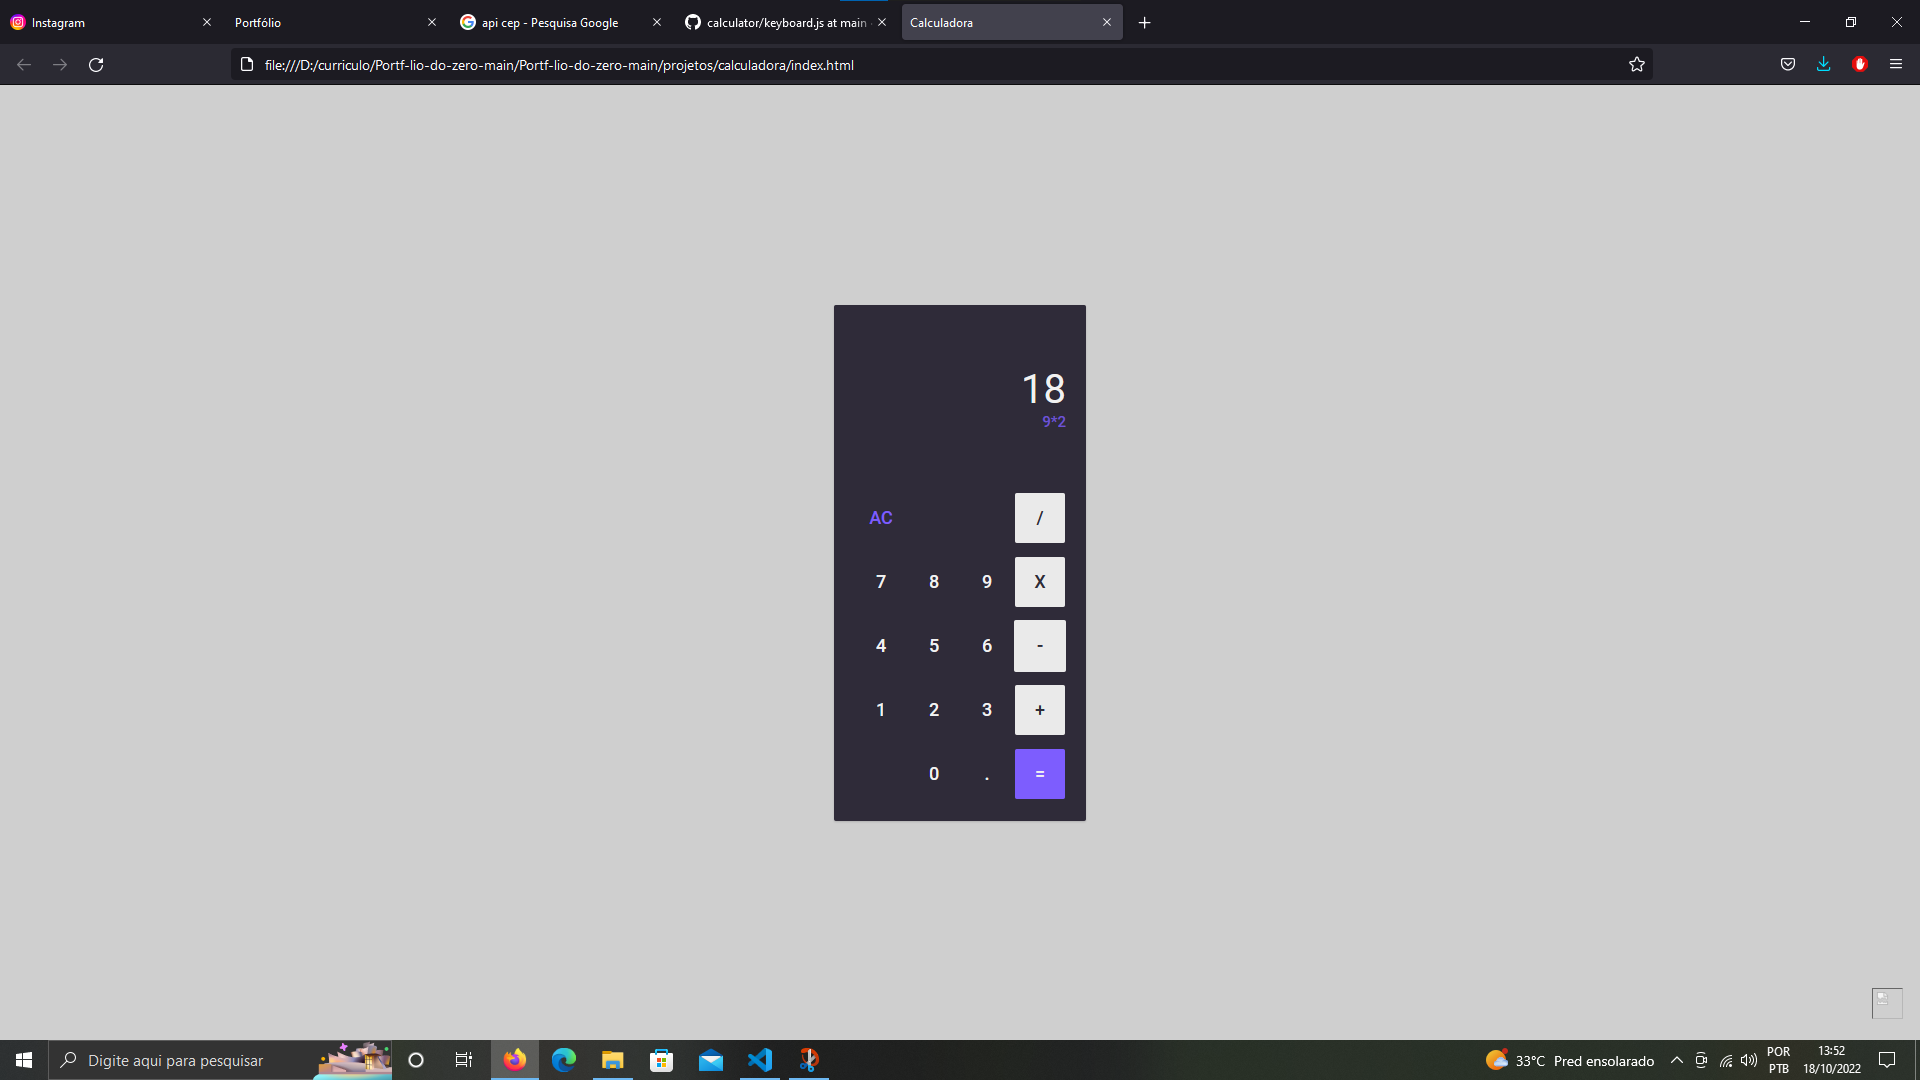 Instagram
Portfólio
api cep - Pesquisa Google
calculator/keyboard.js at main
Calculadora
file:///D:/curriculo/Portf-lio-do-zero-main/Portf-lio-do-zero-main/projetos/calculadora/index.html
18
9*2
AC /
7 8 9 X
4 5 6 -
1 2 3 +
0 . =
Digite aqui para pesquisar
33°C Pred ensolarado
POR
PTB
13:52
18/10/2022